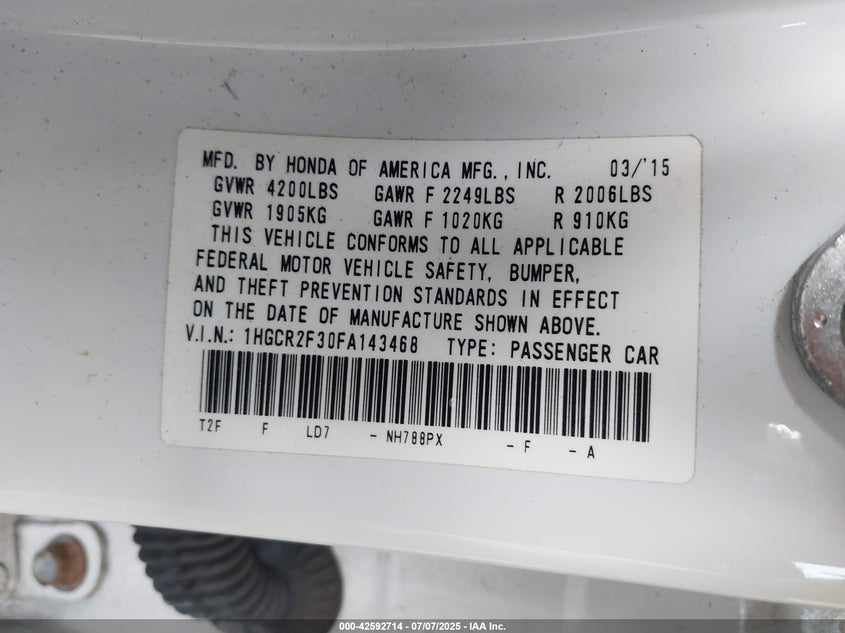 MFD. BY HONDA OF AMERICA MFG., INC. 03/'15
GVWR 4200LBS GAWR F 2249LBS R 2006LBS
GVWR 1905KG GAWR F 1020KG R 910KG
THIS VEHICLE CONFORMS TO ALL APPLICABLE
FEDERAL MOTOR VEHICLE SAFETY, BUMPER,
AND THEFT PREVENTION STANDARDS IN EFFECT
ON THE DATE OF MANUFACTURE SHOWN ABOVE.
V.I.N.: 1HGCR2F30FA143468 TYPE: PASSENGER CAR
T2F F LD7 - NH788PX - F - A
000-42592714 / 07/07/2025 - IAA Inc.